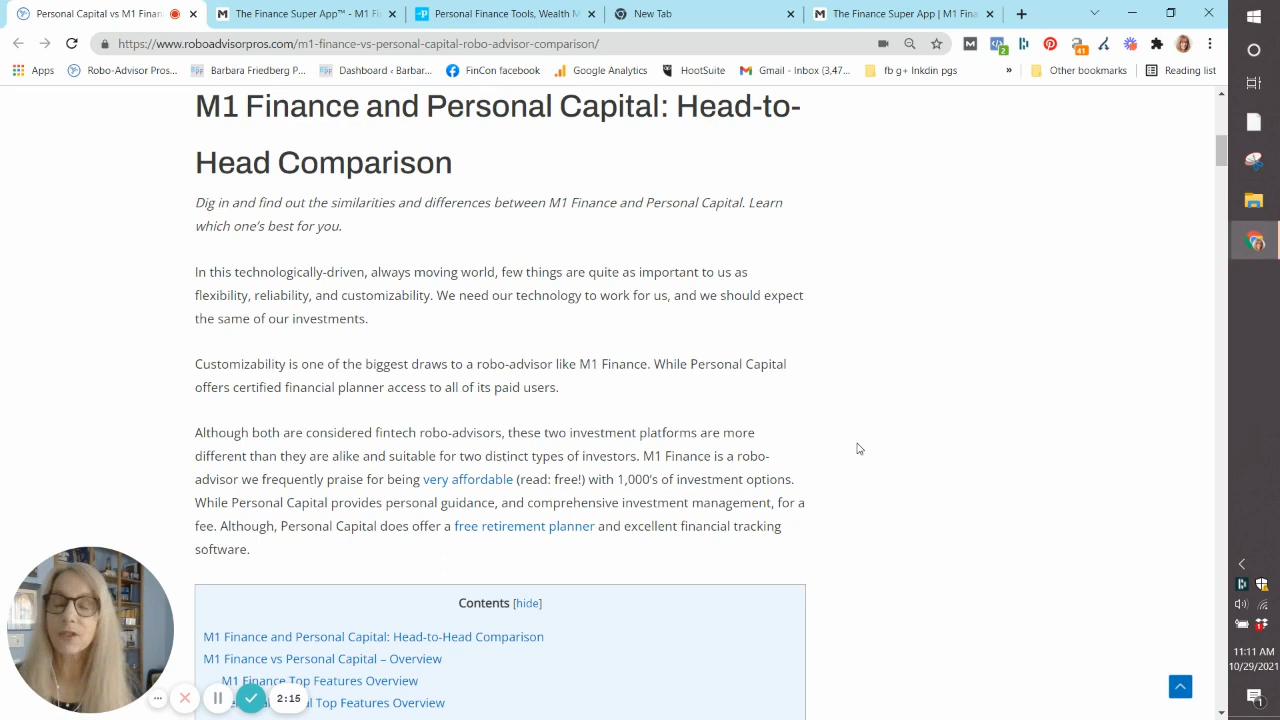 Personal Capital vs M1 Finan
The Finance Super App™ - M1 Fi
Personal Finance Tools, Wealth M
New Tab
The Finance Super App | M1 Fina
https://www.roboadvisorpros.com/m1-finance-vs-personal-capital-robo-advisor-comparison/
2
41
Apps
Robo-Advisor Pros...
Barbara Friedberg P...
Dashboard ‹ Barbar...
FinCon facebook
Google Analytics
HootSuite
Gmail - Inbox (3,47...
fb g+ lnkdin pgs
»
Other bookmarks
Reading list
M1 Finance and Personal Capital: Head-to-
Head Comparison
Dig in and find out the similarities and differences between M1 Finance and Personal Capital. Learn
which one's best for you.
In this technologically-driven, always moving world, few things are quite as important to us as
flexibility, reliability, and customizability. We need our technology to work for us, and we should expect
the same of our investments.
Customizability is one of the biggest draws to a robo-advisor like M1 Finance. While Personal Capital
offers certified financial planner access to all of its paid users.
Although both are considered fintech robo-advisors, these two investment platforms are more
different than they are alike and suitable for two distinct types of investors. M1 Finance is a robo-
advisor we frequently praise for being very affordable (read: free!) with 1,000's of investment options.
While Personal Capital provides personal guidance, and comprehensive investment management, for a
fee. Although, Personal Capital does offer a free retirement planner and excellent financial tracking
software.
Contents [hide]
M1 Finance and Personal Capital: Head-to-Head Comparison
M1 Finance vs Personal Capital – Overview
M1 Finance Top Features Overview
al Top Features Overview
2:15
11:11 AM
10/29/2021
1